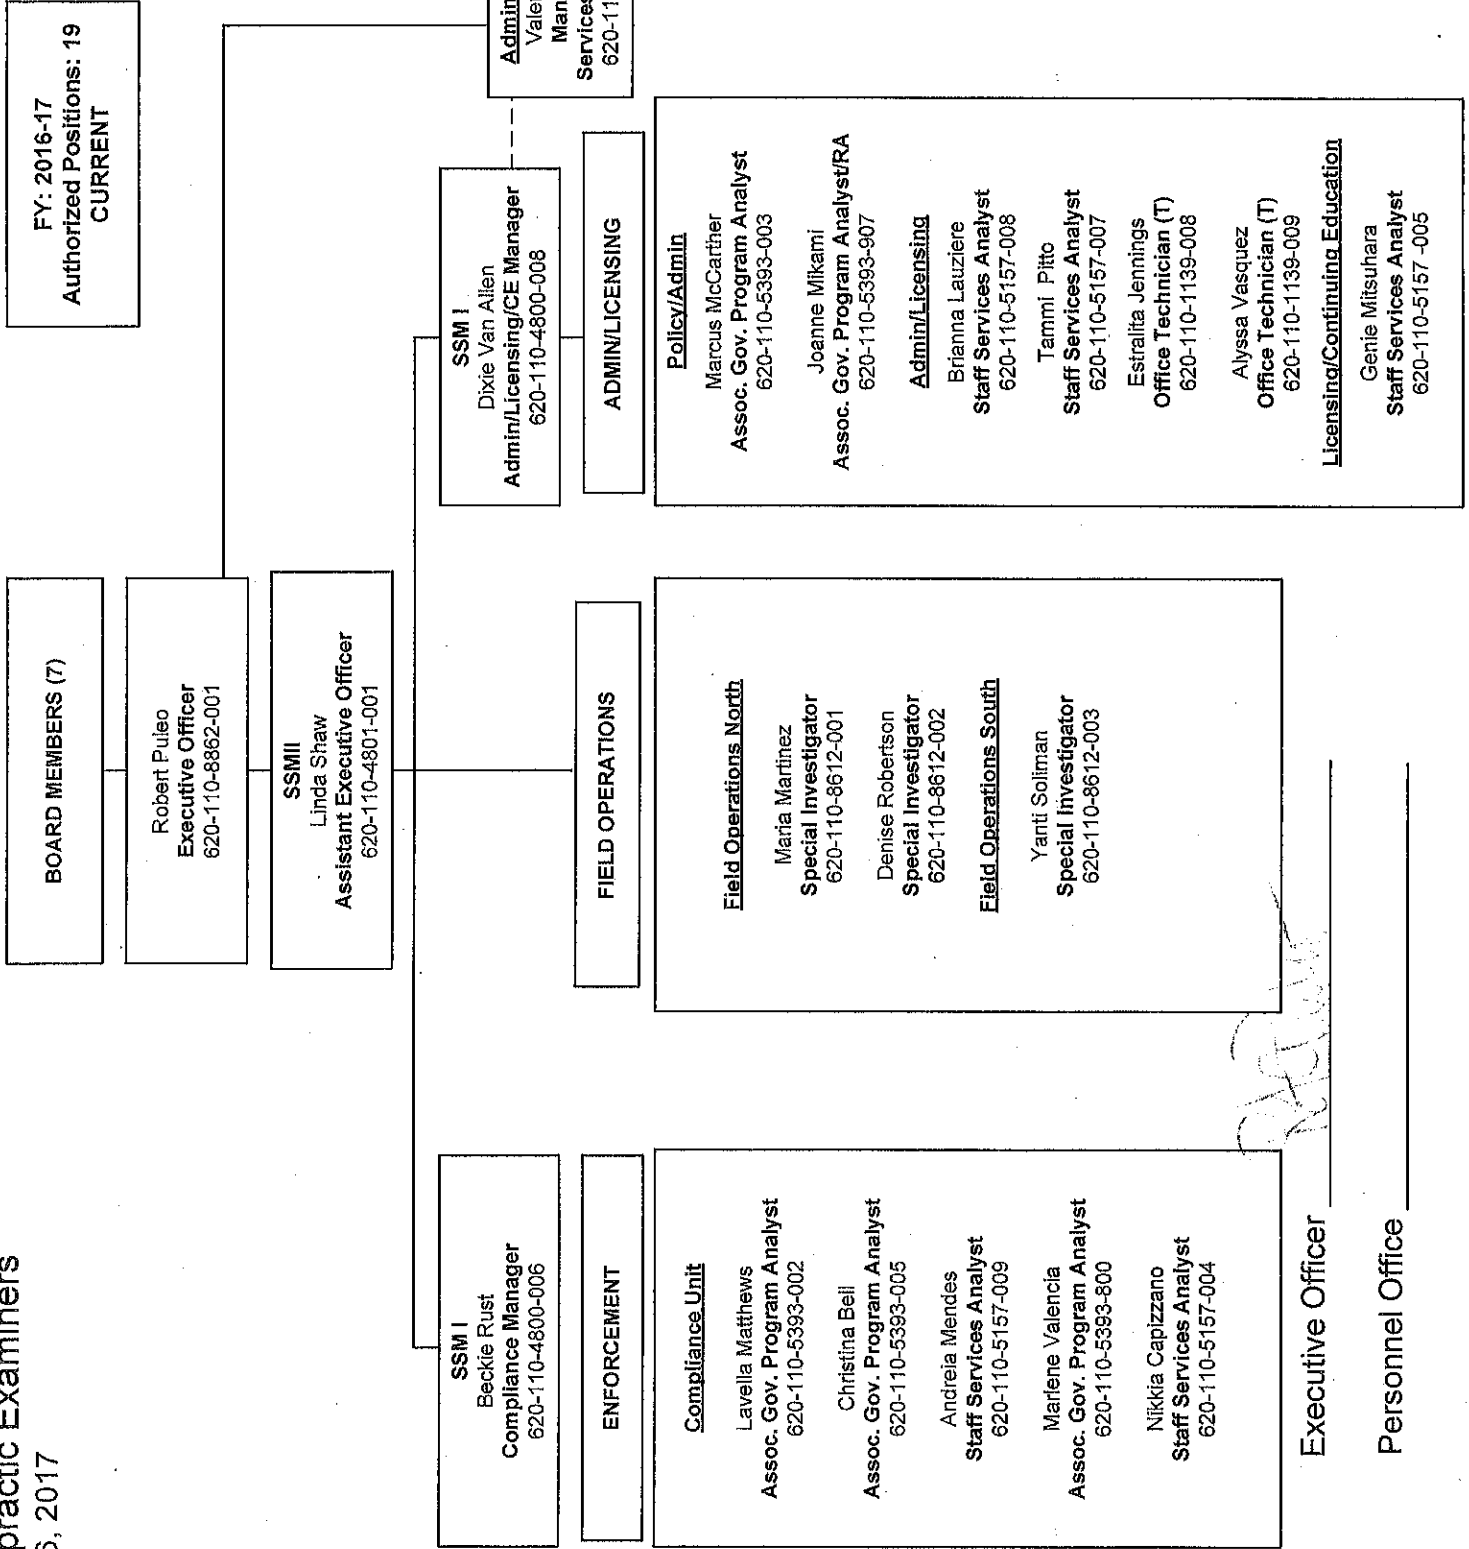 practic Examiners
6, 2017
FY: 2016-17
Authorized Positions: 19
CURRENT
BOARD MEMBERS (7)
Robert Puleo
Executive Officer
620-110-8862-001
SSMII
Linda Shaw
Assistant Executive Officer
620-110-4801-001
Admin
Valer
Man
Services
620-11
SSM I
Beckie Rust
Compliance Manager
620-110-4800-006
ENFORCEMENT
Compliance Unit
Lavella Matthews
Assoc. Gov. Program Analyst
620-110-5393-002
Christina Bell
Assoc. Gov. Program Analyst
620-110-5393-005
Andreia Mendes
Staff Services Analyst
620-110-5157-009
Marlene Valencia
Assoc. Gov. Program Analyst
620-110-5393-800
Nikkia Capizzano
Staff Services Analyst
620-110-5157-004
FIELD OPERATIONS
Field Operations North
Maria Martinez
Special Investigator
620-110-8612-001
Denise Robertson
Special Investigator
620-110-8612-002
Field Operations South
Yanti Soliman
Special Investigator
620-110-8612-003
SSM I
Dixie Van Allen
Admin/Licensing/CE Manager
620-110-4800-008
ADMIN/LICENSING
Policy/Admin
Marcus McCarther
Assoc. Gov. Program Analyst
620-110-5393-003
Joanne Mikami
Assoc. Gov. Program Analyst/RA
620-110-5393-907
Admin/Licensing
Brianna Lauziere
Staff Services Analyst
620-110-5157-008
Tammi Pitto
Staff Services Analyst
620-110-5157-007
Estralita Jennings
Office Technician (T)
620-110-1139-008
Alyssa Vasquez
Office Technician (T)
620-110-1139-009
Licensing/Continuing Education
Genie Mitsuhara
Staff Services Analyst
620-110-5157 -005
Executive Officer
Personnel Office